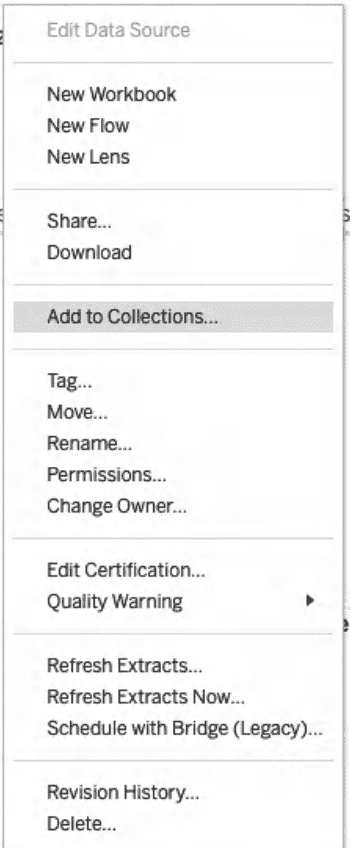 Edit Data Source
New Workbook
New Flow
New Lens
Share...
Download
Add to Collections...
Tag...
Move...
Rename...
Permissions...
Change Owner...
Edit Certification...
Quality Warning
Refresh Extracts...
Refresh Extracts Now...
Schedule with Bridge (Legacy)...
Revision History...
Delete...